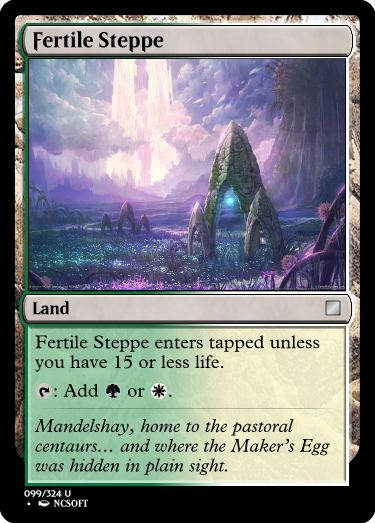 Fertile Steppe
Land
Fertile Steppe enters tapped unless
you have 15 or less life.
: Add or .
Mandelshay, home to the pastoral
centaurs… and where the Maker's Egg
was hidden in plain sight.
099/324 U
• NCSOFT